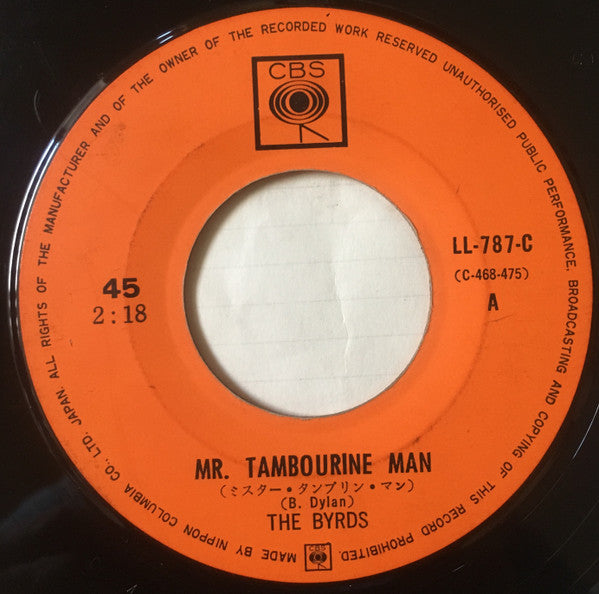 CBS
LL-787-C
(C-468-475)
A
45
2:18
MR. TAMBOURINE MAN
(ミスター・タンブリン・マン)
(B. Dylan)
THE BYRDS
CBS
MADE BY NIPPON COLUMBIA CO., LTD. JAPAN. ALL RIGHTS OF THE MANUFACTURER AND OF THE OWNER OF THE RECORDED WORK RESERVED UNAUTHORISED PUBLIC PERFORMANCE, BROADCASTING AND COPYING OF THIS RECORD PROHIBITED.